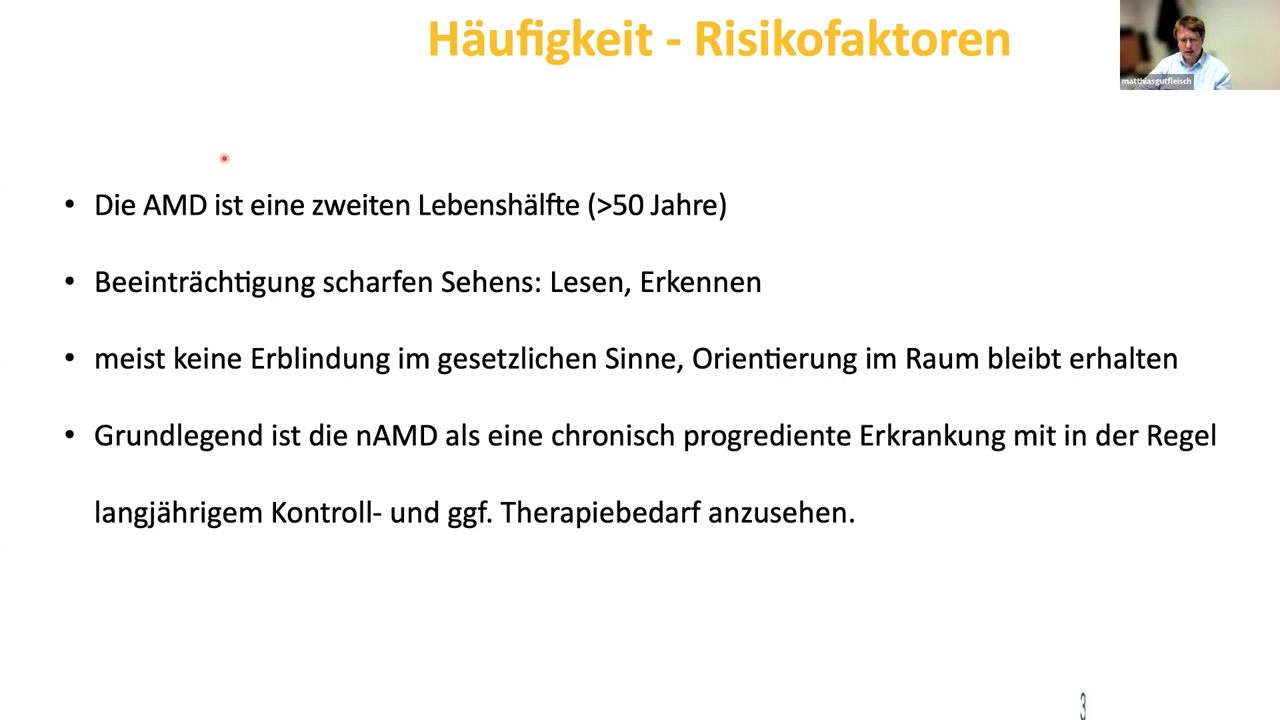 Häufigkeit - Risikofaktoren
matthiasgutfleisch
• Die AMD ist eine zweiten Lebenshälfte (>50 Jahre)
• Beeinträchtigung scharfen Sehens: Lesen, Erkennen
• meist keine Erblindung im gesetzlichen Sinne, Orientierung im Raum bleibt erhalten
• Grundlegend ist die nAMD als eine chronisch progrediente Erkrankung mit in der Regel
langjährigem Kontroll- und ggf. Therapiebedarf anzusehen.
3